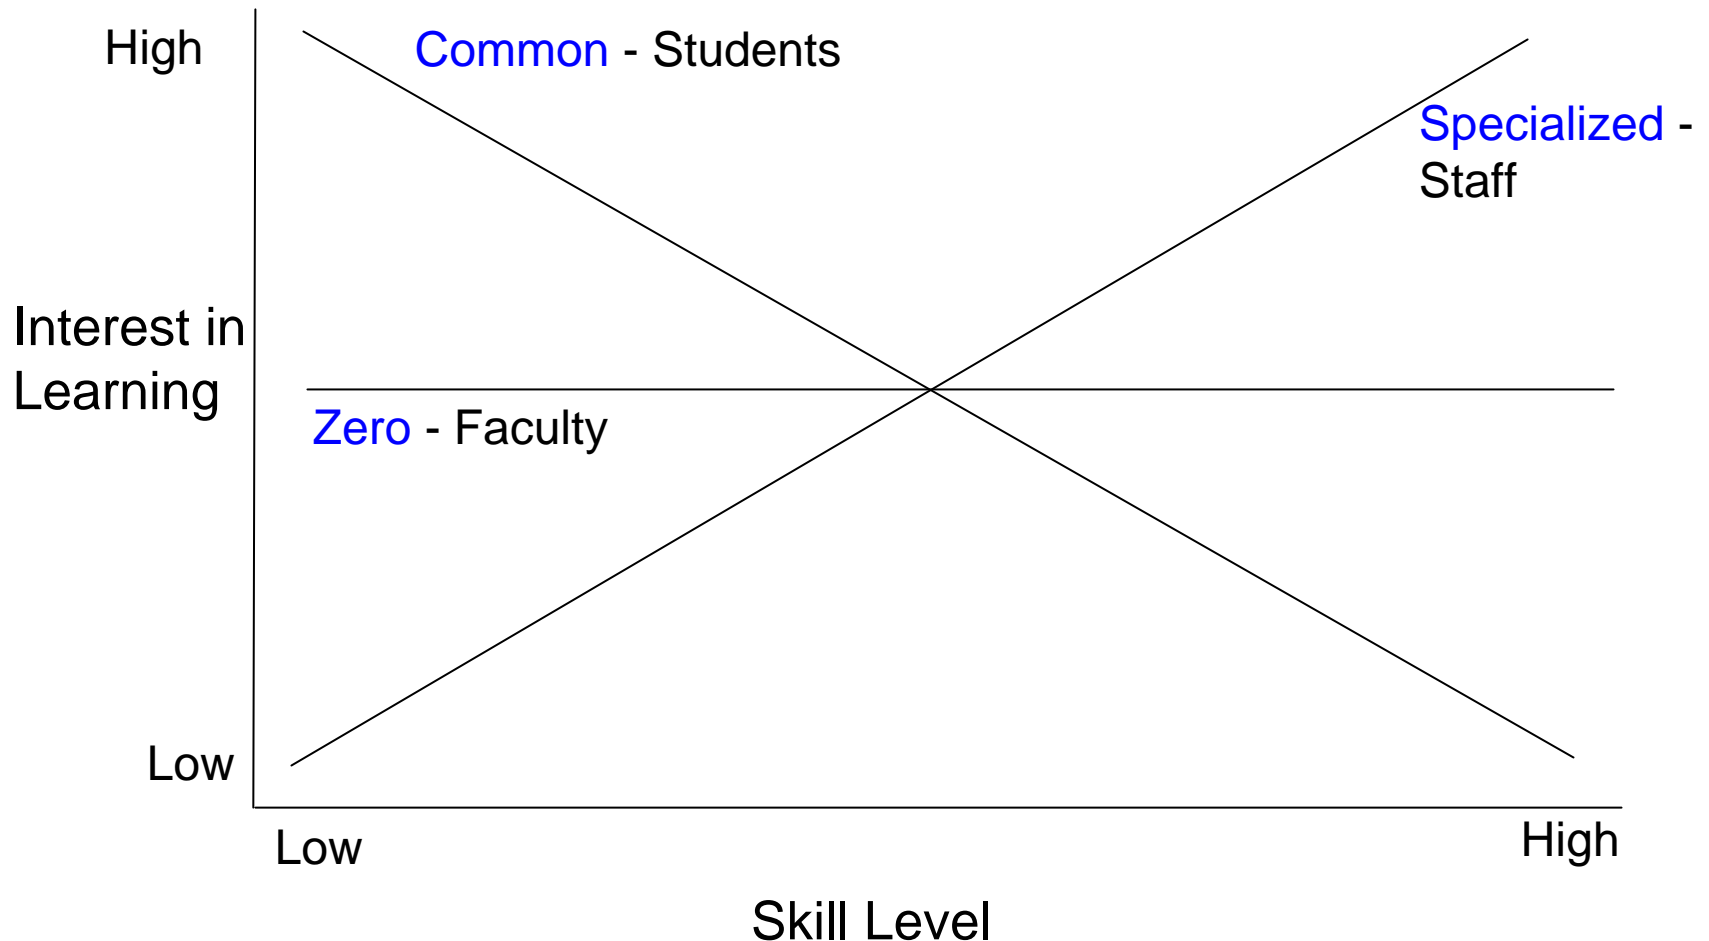 High
Common - Students
Specialized -
Staff
Interest in
Learning
Zero - Faculty
Low
Low
High
Skill Level